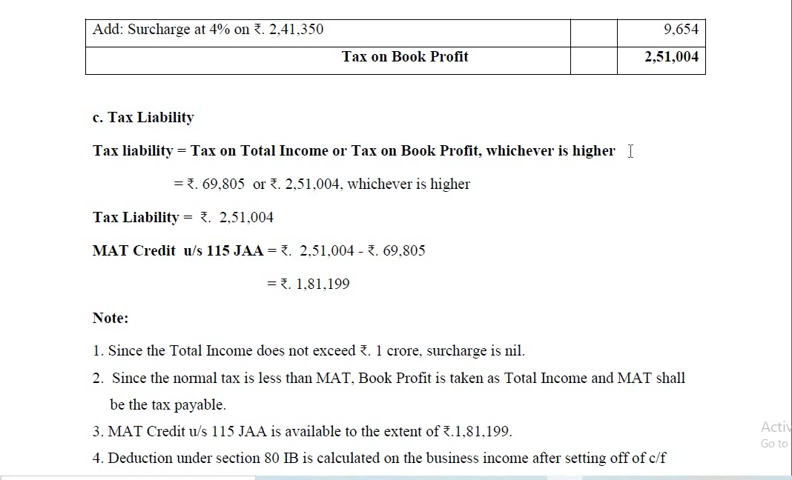 Add: Surcharge at 4% on ₹. 2,41,350 9,654
Tax on Book Profit 2,51,004
c. Tax Liability
Tax liability = Tax on Total Income or Tax on Book Profit, whichever is higher
= ₹. 69,805 or ₹. 2,51,004, whichever is higher
Tax Liability = ₹. 2,51,004
MAT Credit u/s 115 JAA = ₹. 2,51,004 - ₹. 69,805
= ₹. 1,81,199
Note:
1. Since the Total Income does not exceed ₹. 1 crore, surcharge is nil.
2. Since the normal tax is less than MAT, Book Profit is taken as Total Income and MAT shall
be the tax payable.
3. MAT Credit u/s 115 JAA is available to the extent of ₹.1,81,199.
4. Deduction under section 80 IB is calculated on the business income after setting off of c/f
Activ
Go to